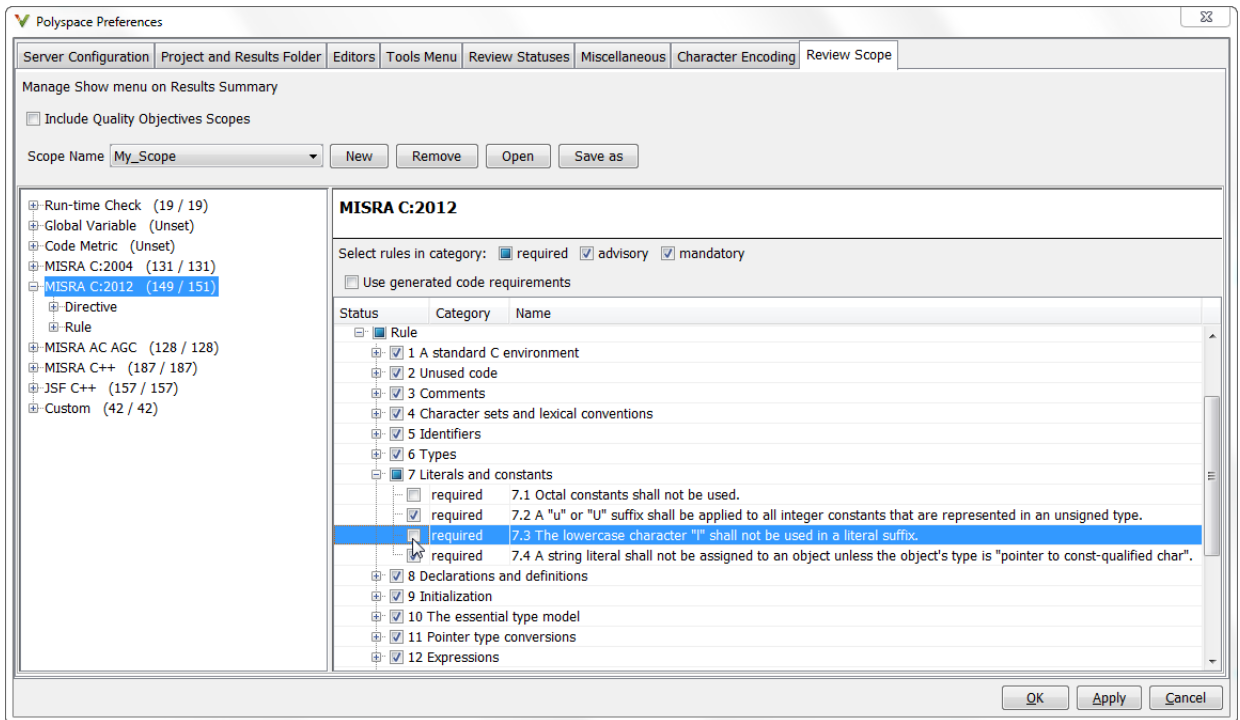 Polyspace Preferences
Server Configuration Project and Results Folder Editors Tools Menu Review Statuses Miscellaneous Character Encoding Review Scope
Manage Show menu on Results Summary
Include Quality Objectives Scopes
Scope Name My_Scope New Remove Open Save as
Run-time Check (19 / 19)
Global Variable (Unset)
Code Metric (Unset)
MISRA C:2004 (131 / 131)
MISRA C:2012 (149 / 151)
Directive
Rule
MISRA AC AGC (128 / 128)
MISRA C++ (187 / 187)
JSF C++ (157 / 157)
Custom (42 / 42)
MISRA C:2012
Select rules in category: required advisory mandatory
Use generated code requirements
Status Category Name
Rule
1 A standard C environment
2 Unused code
3 Comments
4 Character sets and lexical conventions
5 Identifiers
6 Types
7 Literals and constants
required 7.1 Octal constants shall not be used.
required 7.2 A "u" or "U" suffix shall be applied to all integer constants that are represented in an unsigned type.
required 7.3 The lowercase character "l" shall not be used in a literal suffix.
required 7.4 A string literal shall not be assigned to an object unless the object's type is "pointer to const-qualified char".
8 Declarations and definitions
9 Initialization
10 The essential type model
11 Pointer type conversions
12 Expressions
OK Apply Cancel